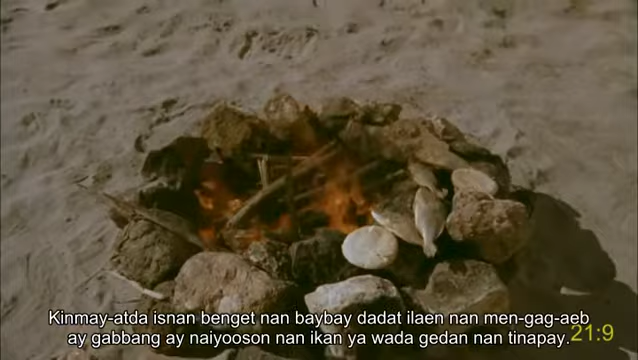 Kinmay-atda isnan benget nan baybay dadat ilaen nan men-gag-aeb
ay gabbang ay naiyooson nan ikan ya wada gedan nan tinapay.
21:9